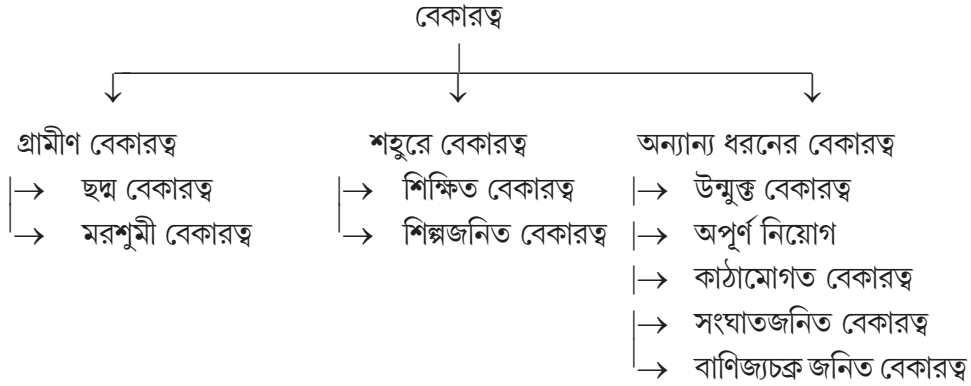 বেকারত্ব
গ্রামীণ বেকারত্ব
ছদ্ম বেকারত্ব
মরশুমী বেকারত্ব
শহুরে বেকারত্ব
শিক্ষিত বেকারত্ব
শিল্পজনিত বেকারত্ব
অন্যান্য ধরনের বেকারত্ব
উন্মুক্ত বেকারত্ব
অপূর্ণ নিয়োগ
কাঠামোগত বেকারত্ব
সংঘাতজনিত বেকারত্ব
বাণিজ্যচক্র জনিত বেকারত্ব